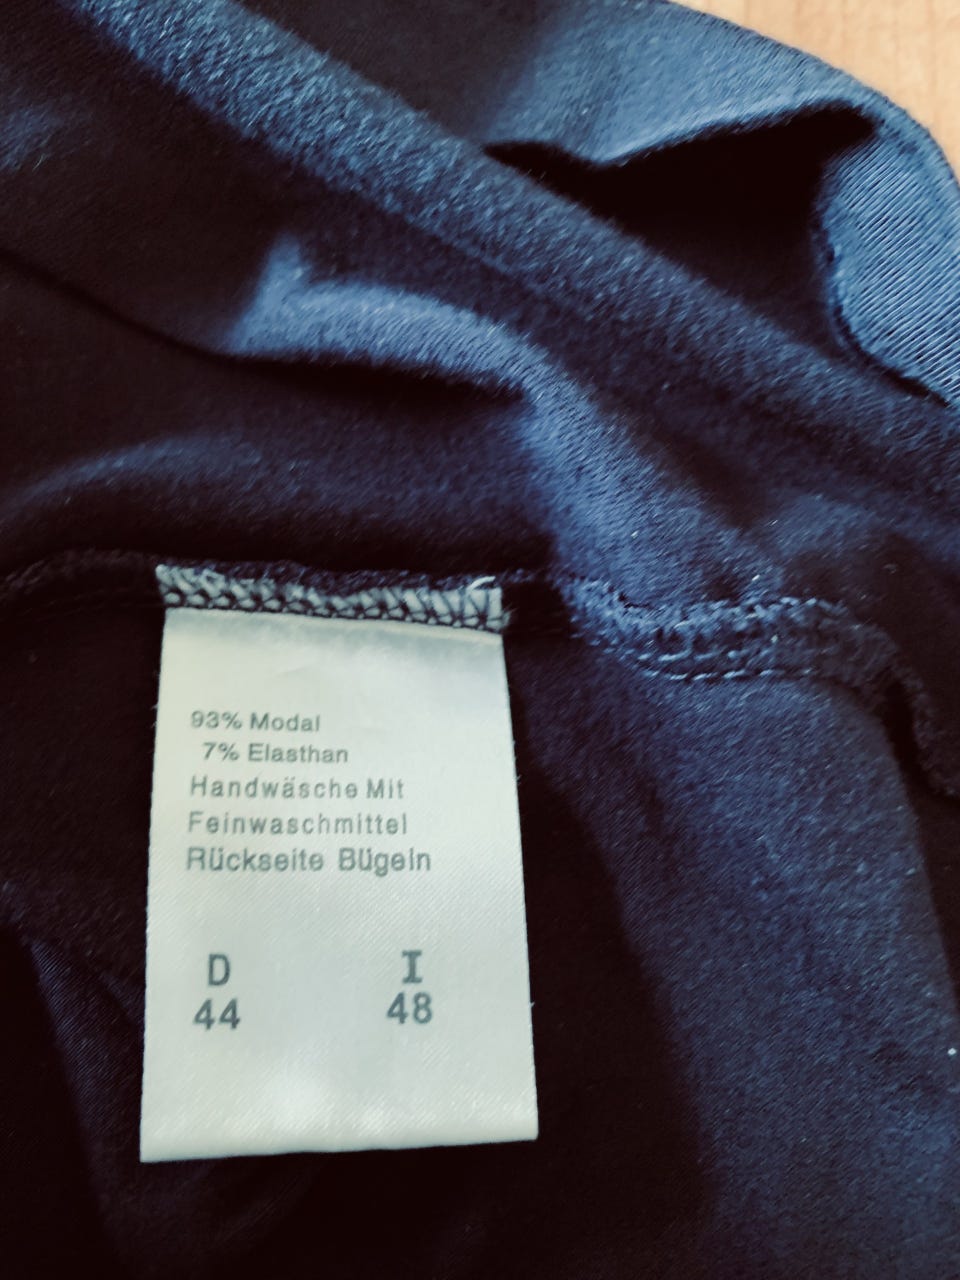 93% Modal
7% Elasthan
Handwäsche Mit
Feinwaschmittel
Rückseite Bügeln
D I
44 48